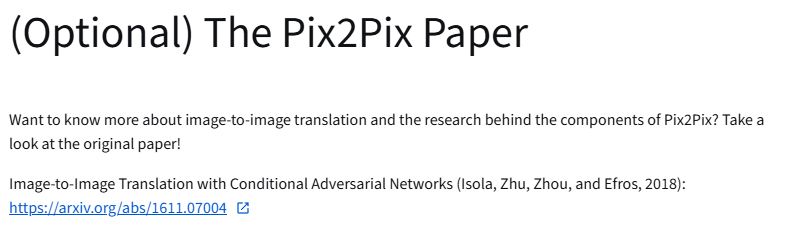 (Optional) The Pix2Pix Paper
Want to know more about image-to-image translation and the research behind the components of Pix2Pix? Take a
look at the original paper!
Image-to-Image Translation with Conditional Adversarial Networks (Isola, Zhu, Zhou, and Efros, 2018):
https://arxiv.org/abs/1611.07004